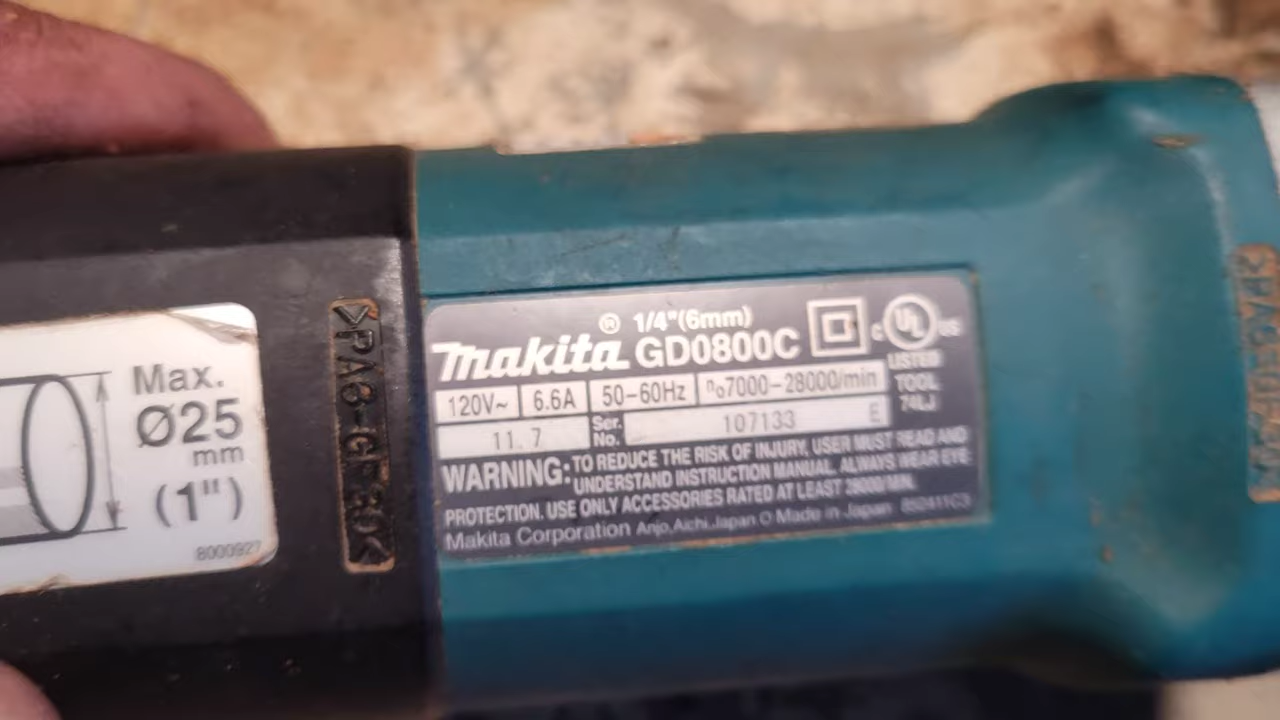 Max.
Ø25
mm
(1")
8000927
>PA6-GF30<
® 1/4"(6mm)
makita GD0800C
C UL US
LISTED
TOOL
74LJ
120V~ 6.6A 50-60Hz n₀7000-28000/min
11. 7 Ser. No. 107133 E
WARNING: TO REDUCE THE RISK OF INJURY, USER MUST READ AND
UNDERSTAND INSTRUCTION MANUAL. ALWAYS WEAR EYE
PROTECTION. USE ONLY ACCESSORIES RATED AT LEAST 28000/MIN.
Makita Corporation Anjo, Aichi, Japan Made in Japan